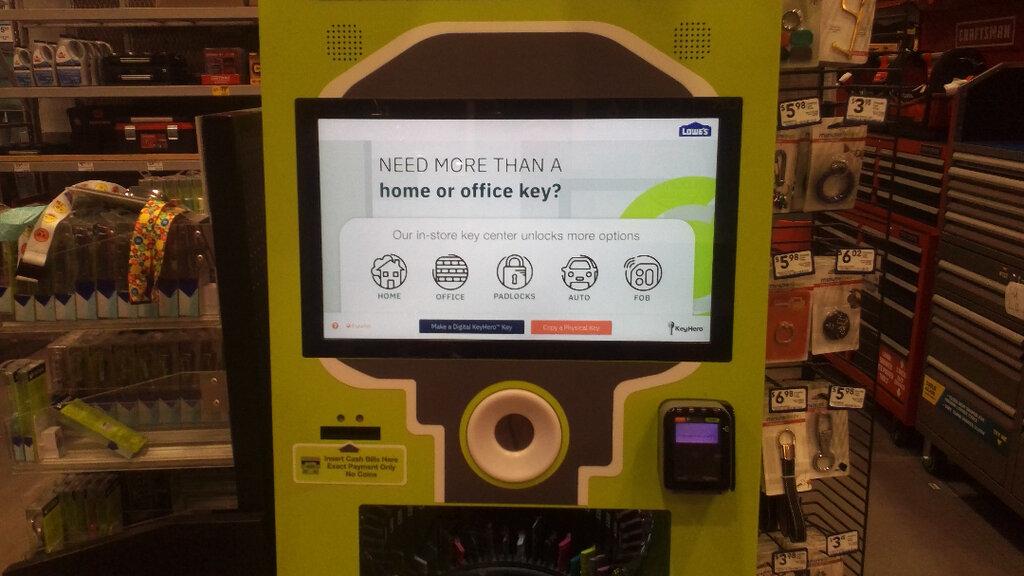 LOWE'S
NEED MORE THAN A
home or office key?
Our in-store key center unlocks more options
HOME
OFFICE
PADLOCKS
AUTO
FOB
Make a Digital KeyHero™ Key
Copy a Physical Key
KeyHero
Insert Cash Bills Here
Exact Payment Only
No Coins
CRAFTSMAN
$5 98
$3 98
$5 98
$6 02
$6 98
$5 98
$3 98